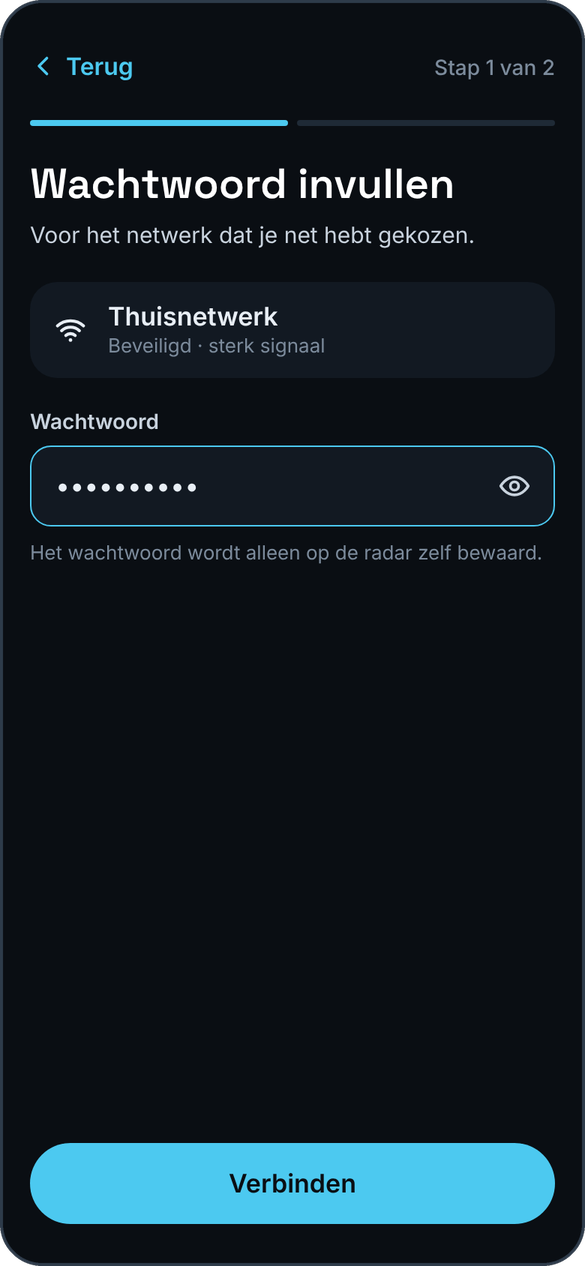 Terug
Stap 1 van 2
Wachtwoord invullen
Voor het netwerk dat je net hebt gekozen.
Thuisnetwerk
Beveiligd · sterk signaal
Wachtwoord
••••••••••
Het wachtwoord wordt alleen op de radar zelf bewaard.
Verbinden